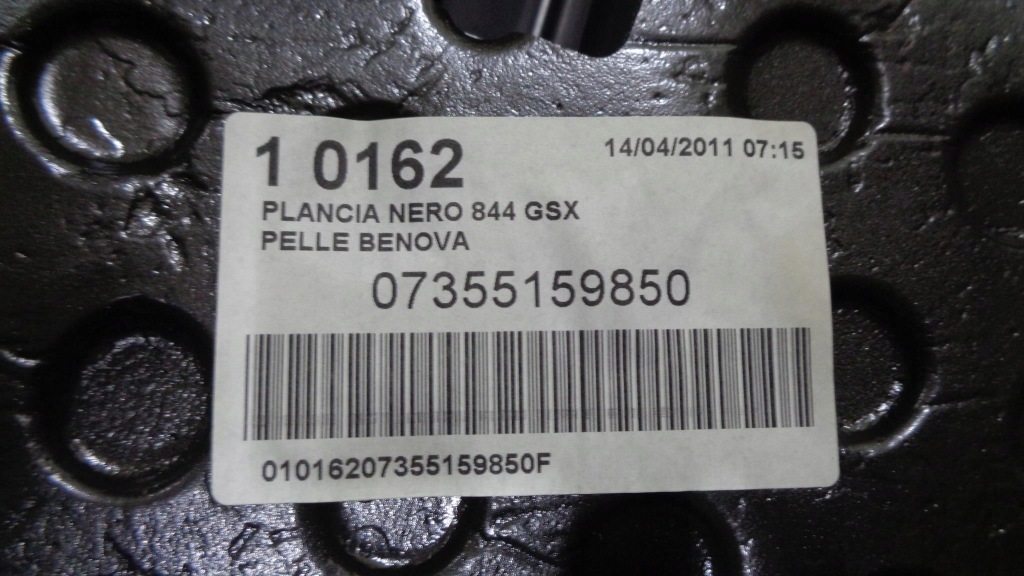 1 0162 14/04/2011 07:15
PLANCIA NERO 844 GSX
PELLE BENOVA
07355159850
01016207355159850F